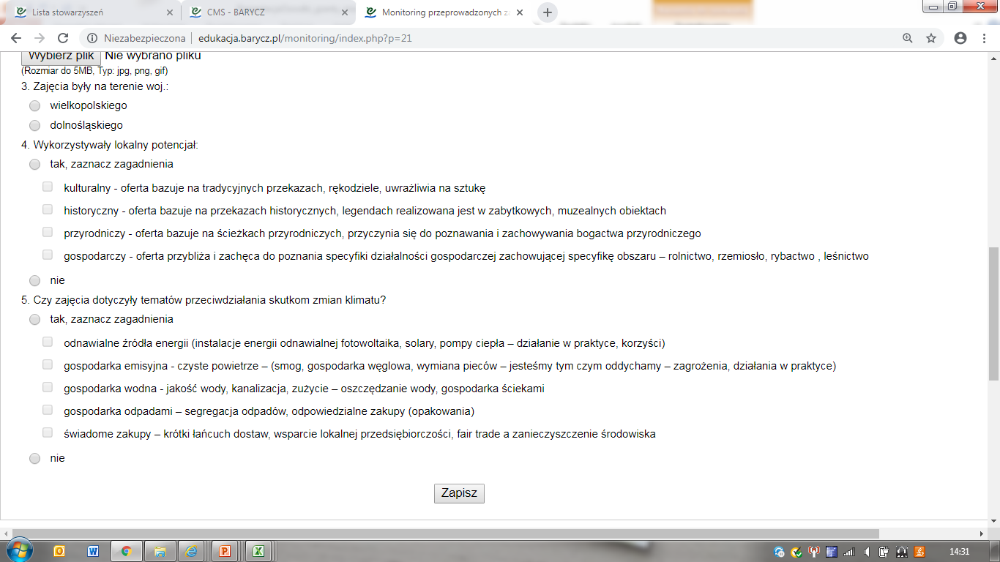 Lista stowarzyszeń
CMS - BARYCZ
Monitoring przeprowadzonych z
Niezabezpieczona
edukacja.barycz.pl/monitoring/index.php?p=21
Wybierz plik Nie wybrano pliku
(Rozmiar do 5MB, Typ: jpg, png, gif)
3. Zajęcia były na terenie woj.:
wielkopolskiego
dolnośląskiego
4. Wykorzystywały lokalny potencjał:
tak, zaznacz zagadnienia
kulturalny - oferta bazuje na tradycyjnych przekazach, rękodziele, uwrażliwia na sztukę
historyczny - oferta bazuje na przekazach historycznych, legendach realizowana jest w zabytkowych, muzealnych obiektach
przyrodniczy - oferta bazuje na ścieżkach przyrodniczych, przyczynia się do poznawania i zachowywania bogactwa przyrodniczego
gospodarczy - oferta przybliża i zachęca do poznania specyfiki działalności gospodarczej zachowującej specyfikę obszaru – rolnictwo, rzemiosło, rybactwo , leśnictwo
nie
5. Czy zajęcia dotyczyły tematów przeciwdziałania skutkom zmian klimatu?
tak, zaznacz zagadnienia
odnawialne źródła energii (instalacje energii odnawialnej fotowoltaika, solary, pompy ciepła – działanie w praktyce, korzyści)
gospodarka emisyjna - czyste powietrze – (smog, gospodarka węglowa, wymiana pieców – jesteśmy tym czym oddychamy – zagrożenia, działania w praktyce)
gospodarka wodna - jakość wody, kanalizacja, zużycie – oszczędzanie wody, gospodarka ściekami
gospodarka odpadami – segregacja odpadów, odpowiedzialne zakupy (opakowania)
świadome zakupy – krótki łańcuch dostaw, wsparcie lokalnej przedsiębiorczości, fair trade a zanieczyszczenie środowiska
nie
Zapisz
14:31